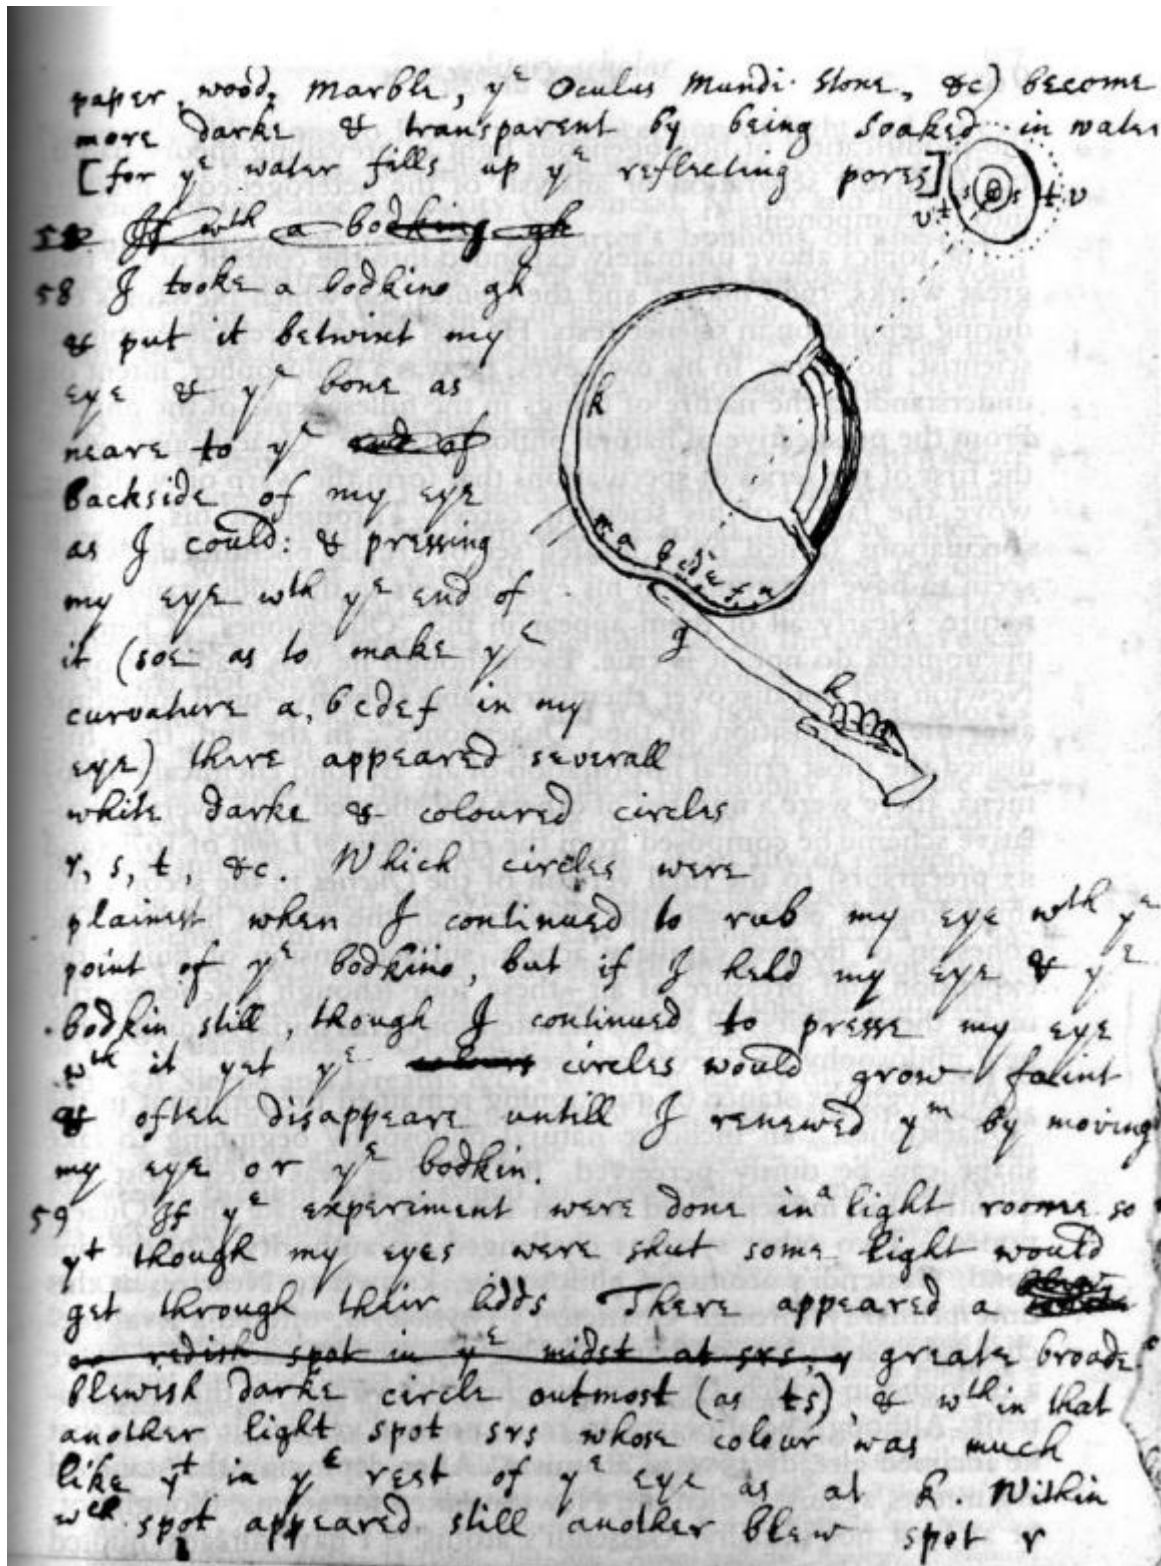 paper, wood, marble, yᵉ Oculus Mundi stone, &c) become
more darke & transparent by being soaked in water
[for yᵉ water fills up yᵉ reflecting pores]
58 If wᵗʰ a bodking gh
58 I tooke a bodkine gh
& put it betwixt my
eye & yᵉ bone as
neare to yᵉ end of
backside of my eye
as I could: & pressing
my eye wᵗʰ yᵉ end of
it (soe as to make yᵉ
curvature a, bcdef in my
eye) there appeared severall
white darke & coloured circles
r, s, t, &c. Which circles were
plainest when I continued to rub my eye wᵗʰ yᵉ
point of yᵉ bodkine, but if I held my eye & yᵉ
bodkin still, though I continued to presse my eye
wᵗʰ it yet yᵉ circles would grow faint
& often disappeare untill I renewed yᵐ by moving
my eye or yᵉ bodkin.
59 If yᵉ experiment were done in a light roome so
yᵗ though my eyes were shut some light would
get through their lidds There appeared a
redish spot in yᵉ midst at srs, greate broade
blewish darke circle outmost (as ts), & wᵗʰin that
another light spot srs whose colour was much
like yᵗ in yᵉ rest of yᵉ eye as at k. Within
wᶜʰ spot appeared still another blew spot r
s s t v
v t
k
m a b c d e f n
g
h